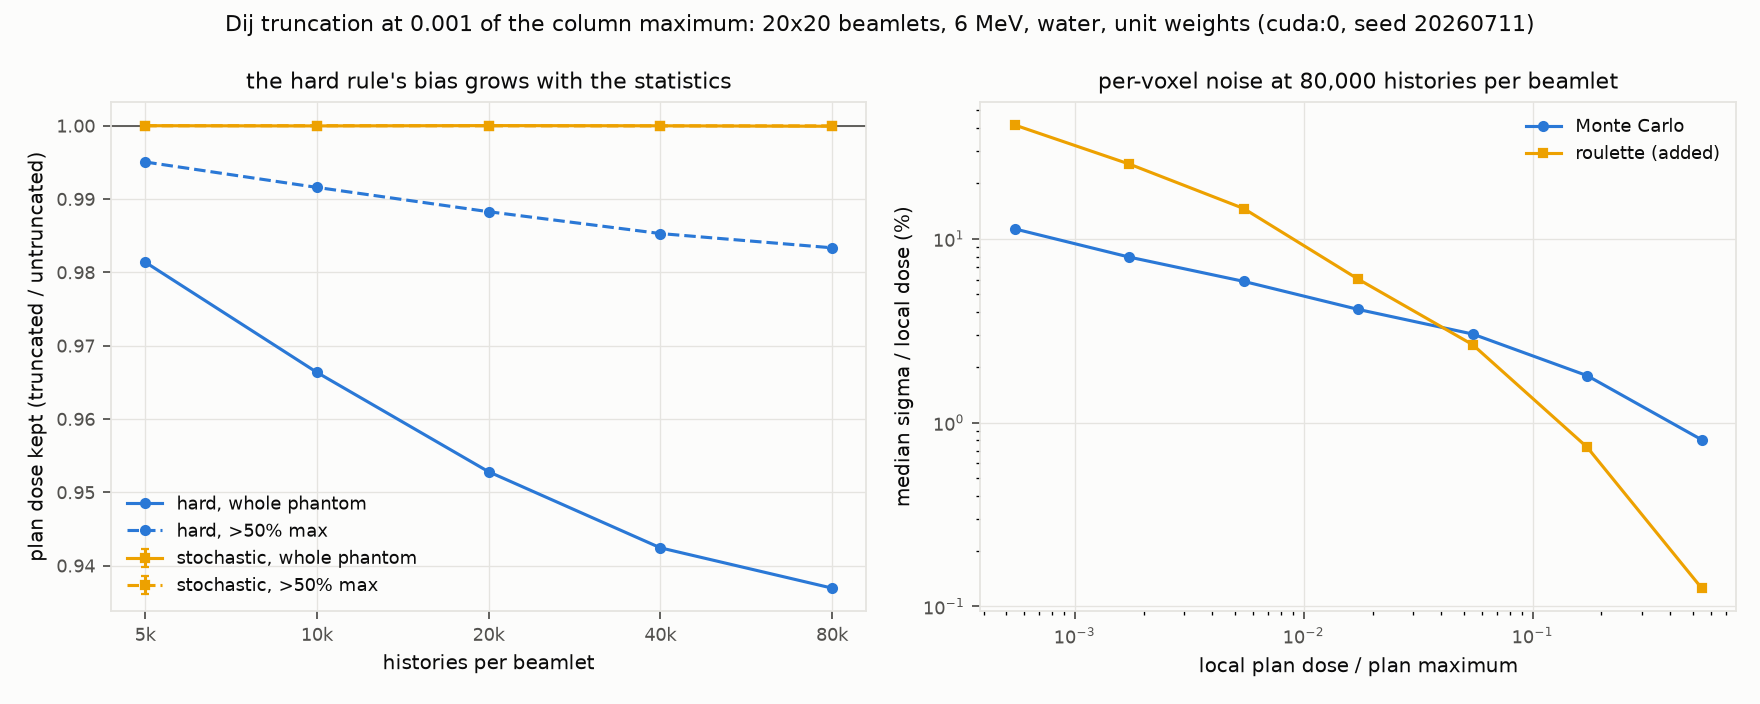 Dij truncation at 0.001 of the column maximum: 20x20 beamlets, 6 MeV, water, unit weights (cuda:0, seed 20260711)
the hard rule's bias grows with the statistics
plan dose kept (truncated / untruncated)
1.00
0.99
0.98
0.97
0.96
0.95
0.94
hard, whole phantom
hard, >50% max
stochastic, whole phantom
stochastic, >50% max
5k
10k
20k
40k
80k
histories per beamlet
per-voxel noise at 80,000 histories per beamlet
median sigma / local dose (%)
10¹
10⁰
10⁻¹
Monte Carlo
roulette (added)
10⁻³
10⁻²
10⁻¹
local plan dose / plan maximum